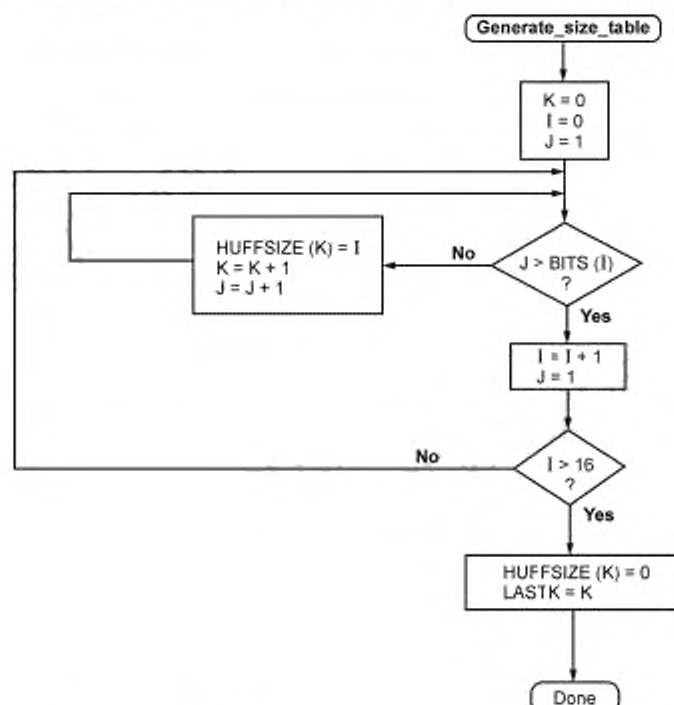 Generate_size_table
K = 0
I = 0
J = 1
HUFFSIZE (K) = I
K = K + 1
J = J + 1
No
J > BITS (I)
?
Yes
I = I + 1
J = 1
No
I > 16
?
Yes
HUFFSIZE (K) = 0
LASTK = K
Done